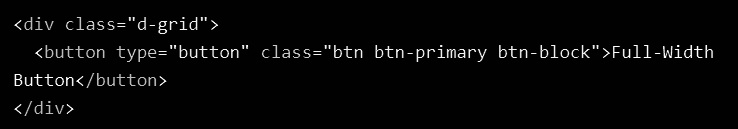 <div class="d-grid">
  <button type="button" class="btn btn-primary btn-block">Full-Width
Button</button>
</div>